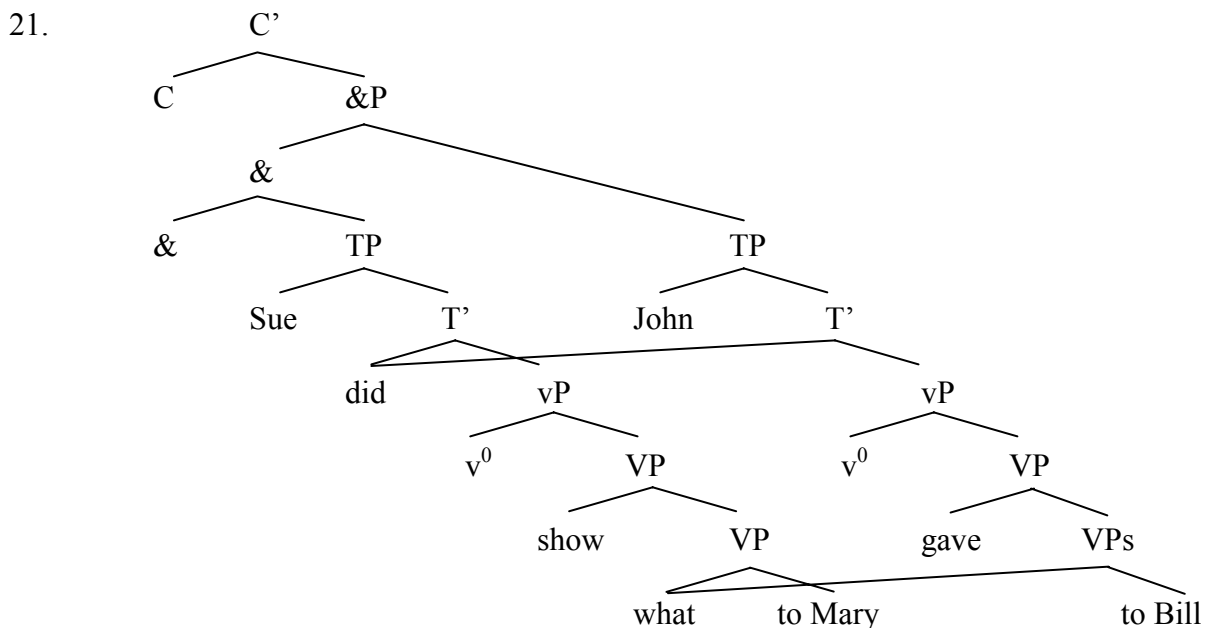 21. C’
C &P
&
& TP TP
Sue T’ John T’
did vP vP
v⁰ VP v⁰ VP
show VP gave VPs
what to Mary to Bill